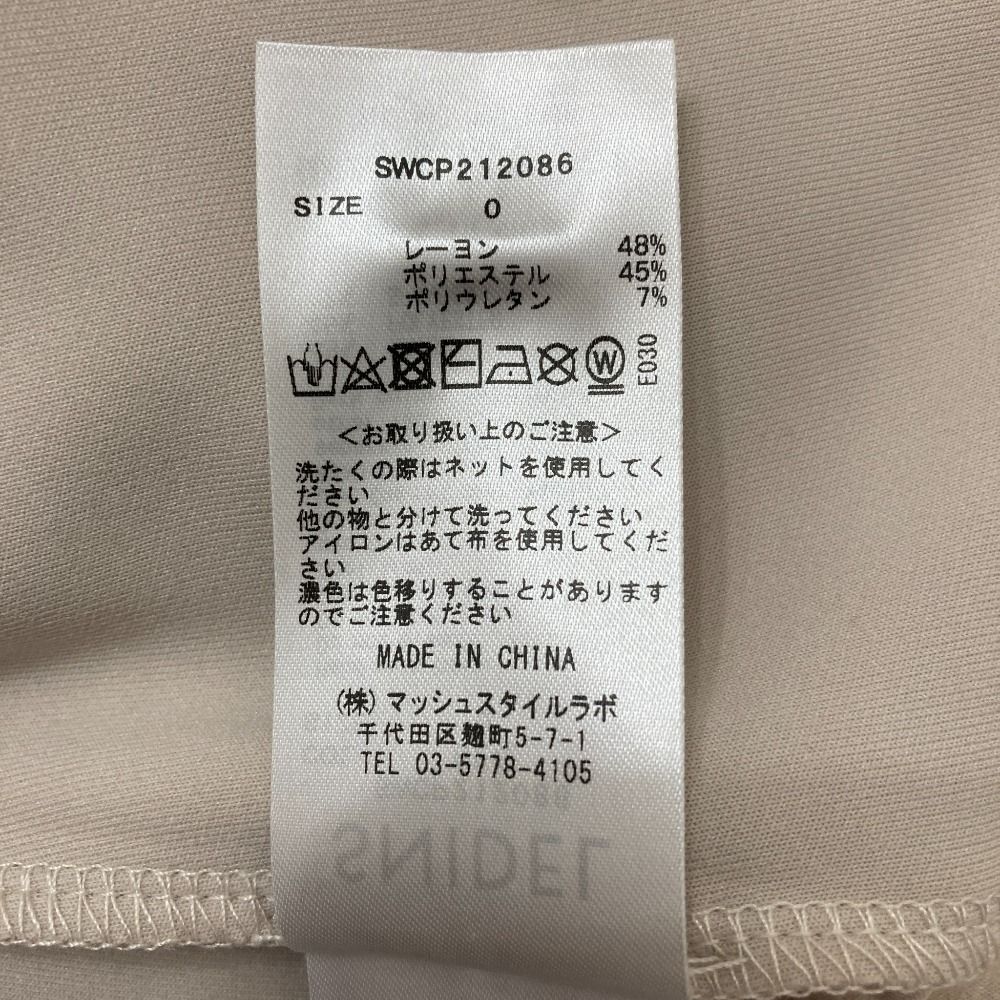 SWCP212086
SIZE 0
レーヨン 48%
ポリエステル 45%
ポリウレタン 7%
W E030
<お取り扱い上のご注意>
洗たくの際はネットを使用してく
ださい
他の物と分けて洗ってください
アイロンはあて布を使用してくだ
さい
濃色は色移りすることがあります
のでご注意ください
MADE IN CHINA
(株)マッシュスタイルラボ
千代田区麹町5-7-1
TEL 03-5778-4105
SWCP212086
SNIDEL